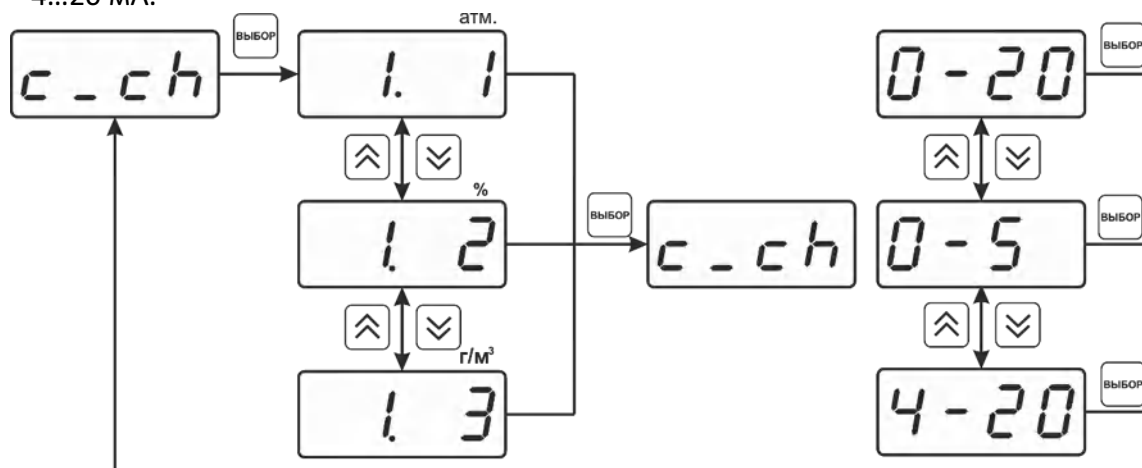 4...20 мА.
атм.
c_ch
ВЫБОР
1. 1
0-20
ВЫБОР
%
1. 2
ВЫБОР
c_ch
0-5
ВЫБОР
г/м³
1. 3
4-20
ВЫБОР